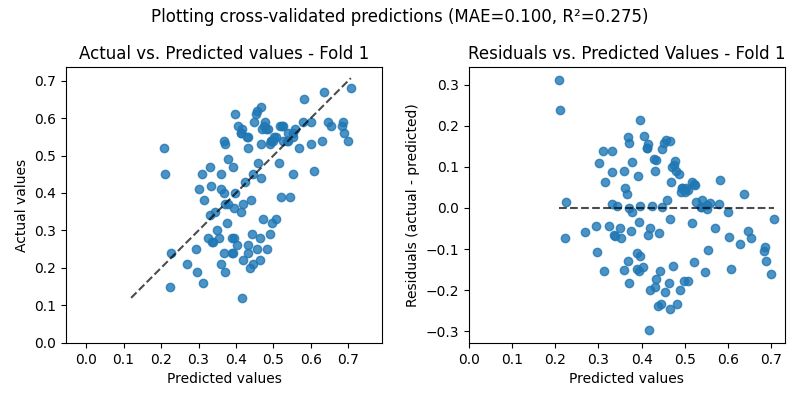 Plotting cross-validated predictions (MAE=0.100, R²=0.275)
Actual vs. Predicted values - Fold 1
Actual values
0.7
0.6
0.5
0.4
0.3
0.2
0.1
0.0
0.0 0.1 0.2 0.3 0.4 0.5 0.6 0.7
Predicted values
Residuals vs. Predicted Values - Fold 1
Residuals (actual - predicted)
0.3
0.2
0.1
0.0
−0.1
−0.2
−0.3
0.0 0.1 0.2 0.3 0.4 0.5 0.6 0.7
Predicted values